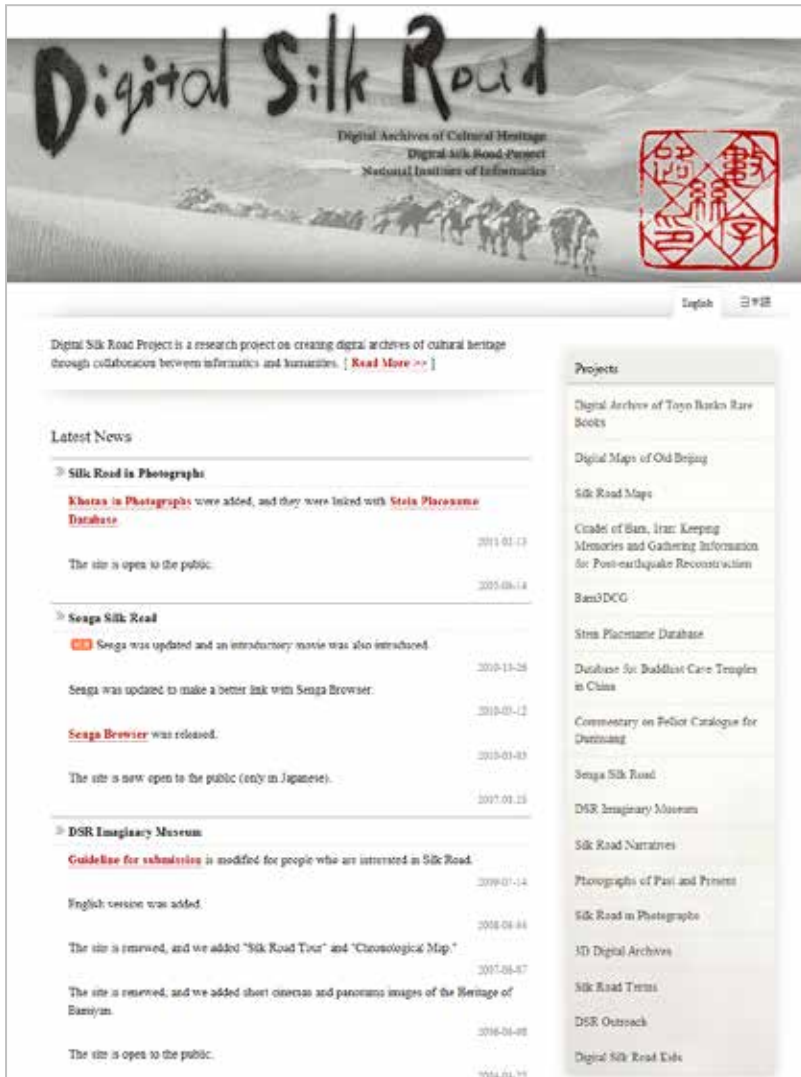 Digital Silk Road
Digital Archives of Cultural Heritage
Digital Silk Road Project
National Institute of Informatics
English 日本語
Digital Silk Road Project is a research project on creating digital archives of cultural heritage
through collaboration between informatics and humanities. [ Read More >> ]
Latest News
Silk Road in Photographs
Khotan in Photographs were added, and they were linked with Stein Placename
Database.
The site is open to the public.
Senga Silk Road
Senga was updated and an introductory movie was also introduced.
Senga was updated to make a better link with Senga Browser.
Senga Browser was released.
The site is now open to the public (only in Japanese).
DSR Imaginary Museum
Guideline for submission is modified for people who are interested in Silk Road.
English version was added.
The site is renewed, and we added "Silk Road Tour" and "Chronological Map."
The site is renewed, and we added short cinemas and panorama images of the Heritage of
Bamiyan.
The site is open to the public.
Projects
Digital Archive of Toyo Bunko Rare
Books
Digital Maps of Old Beijing
Silk Road Maps
Citadel of Bam, Iran: Keeping
Memories and Gathering Information
for Post-earthquake Reconstruction
Bam3DCG
Stein Placename Database
Database for Buddhist Cave Temples
in China
Commentary on Pelliot Catalogue for
Dunhuang
Senga Silk Road
DSR Imaginary Museum
Silk Road Narratives
Photographs of Past and Present
Silk Road in Photographs
3D Digital Archives
Silk Road Terms
DSR Outreach
Digital Silk Road Kids